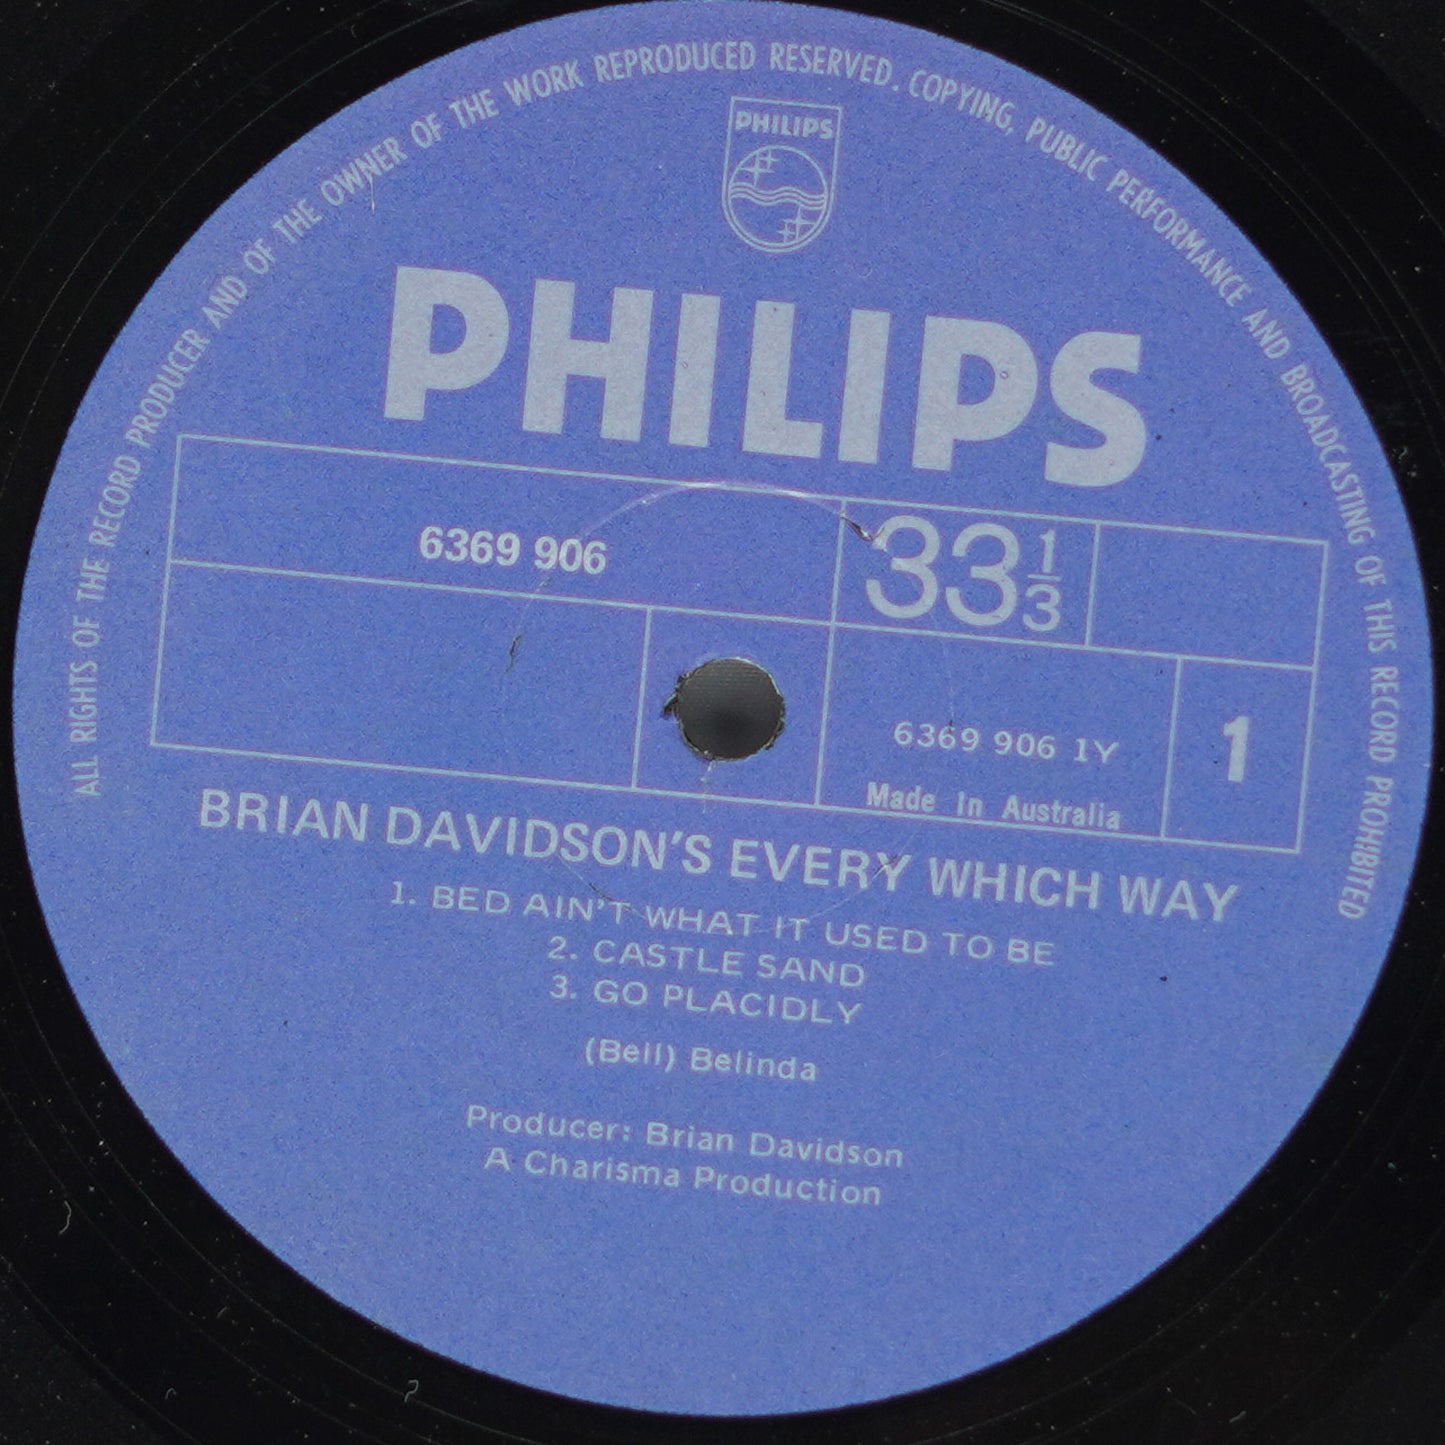 ALL RIGHTS OF THE RECORD PRODUCER AND OF THE OWNER OF THE WORK REPRODUCED RESERVED. COPYING, PUBLIC PERFORMANCE AND BROADCASTING OF THIS RECORD PROHIBITED
PHILIPS
PHILIPS
6369 906
33 1/3
6369 906 1Y
1
Made in Australia
BRIAN DAVIDSON'S EVERY WHICH WAY
1. BED AIN'T WHAT IT USED TO BE
2. CASTLE SAND
3. GO PLACIDLY
(Bell) Belinda
Producer: Brian Davidson
A Charisma Production